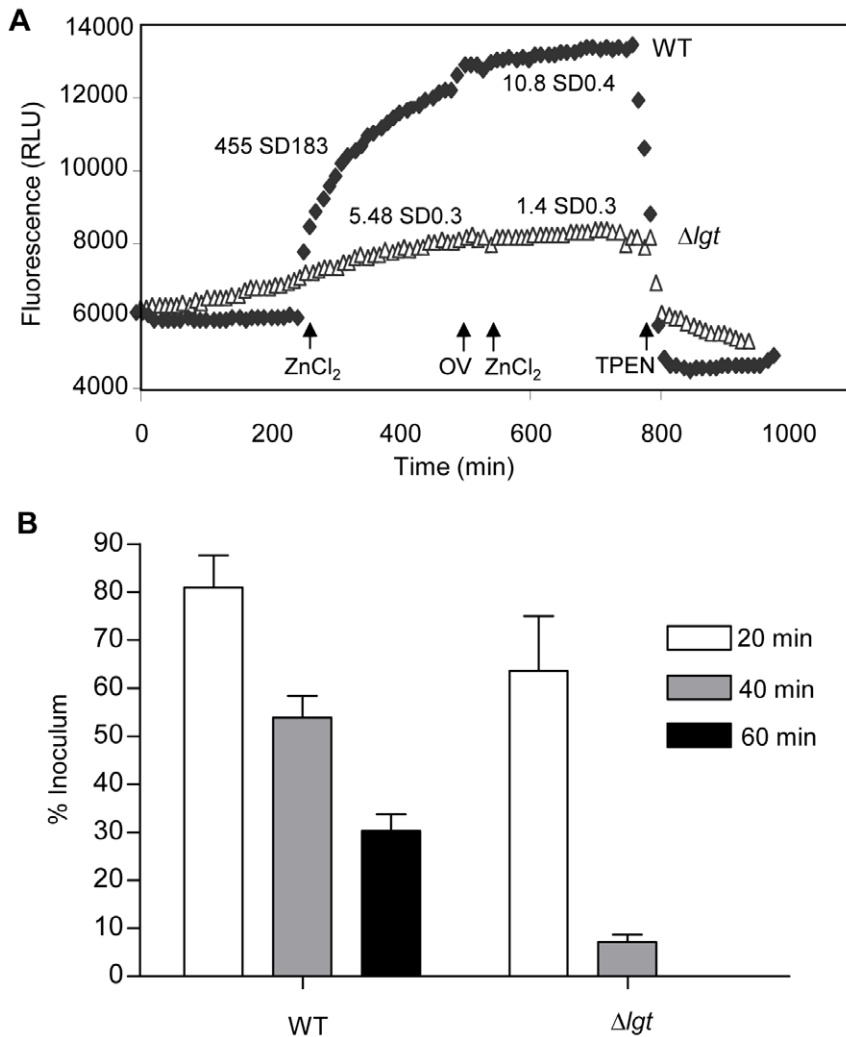 A
14000
12000
10000
8000
6000
4000
Fluorescence (RLU)
WT
10.8 SD0.4
455 SD183
5.48 SD0.3
1.4 SD0.3
Δlgt
ZnCl₂
OV
ZnCl₂
TPEN
0
200
400
600
800
1000
Time (min)
B
90
80
70
60
50
40
30
20
10
0
% Inoculum
20 min
40 min
60 min
WT
Δlgt